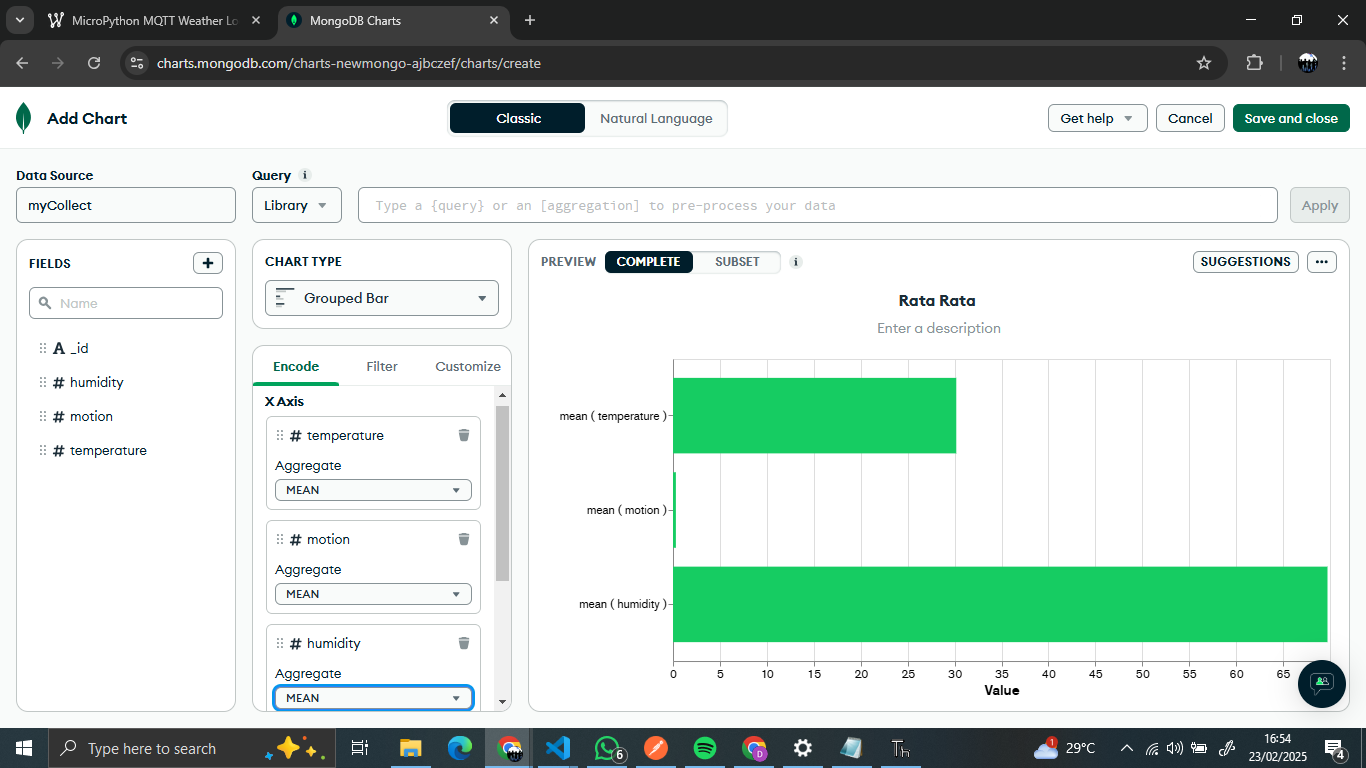 MicroPython MQTT Weather Lo
MongoDB Charts
charts.mongodb.com/charts-newmongo-ajbczef/charts/create
Add Chart
Classic
Natural Language
Get help
Cancel
Save and close
Data Source
Query
myCollect
Library
Type a {query} or an [aggregation] to pre-process your data
Apply
FIELDS
Name
A _id
# humidity
# motion
# temperature
CHART TYPE
Grouped Bar
Encode
Filter
Customize
X Axis
# temperature
Aggregate
MEAN
# motion
Aggregate
MEAN
# humidity
Aggregate
MEAN
PREVIEW
COMPLETE
SUBSET
SUGGESTIONS
Rata Rata
Enter a description
mean ( temperature )
mean ( motion )
mean ( humidity )
0 5 10 15 20 25 30 35 40 45 50 55 60 65
Value
Type here to search
6
D
Th
1
29°C
16:54
23/02/2025
4